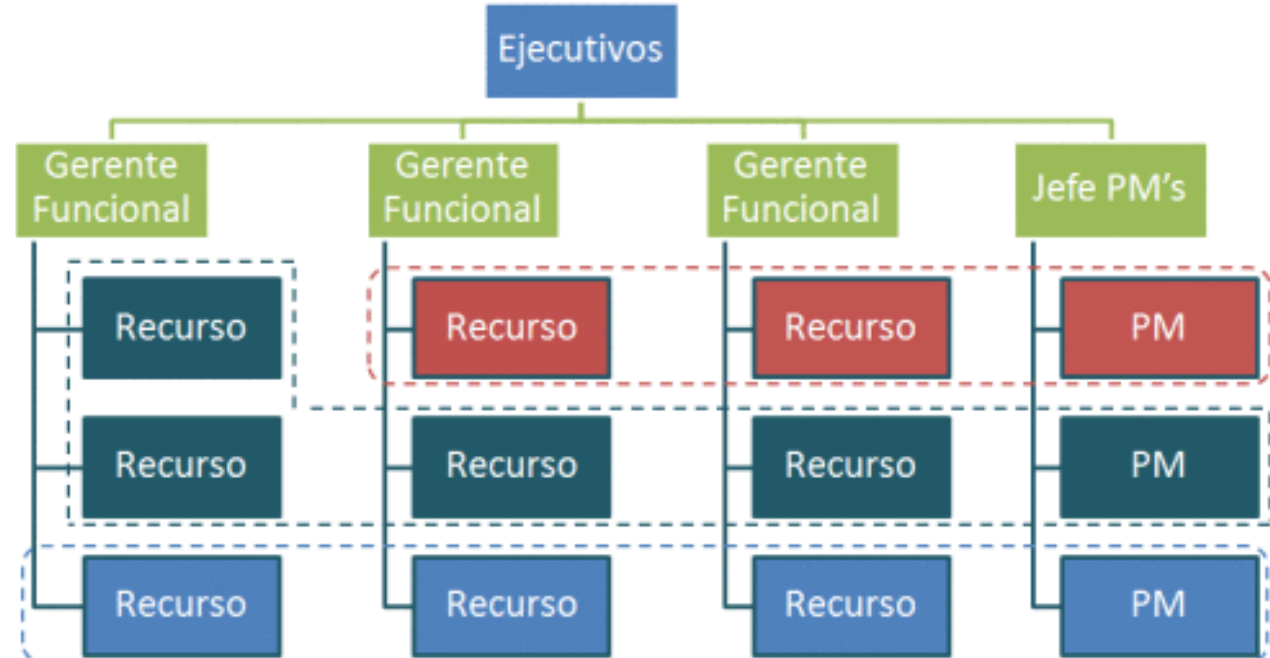 Ejecutivos
Gerente
Funcional
Gerente
Funcional
Gerente
Funcional
Jefe PM's
Recurso
Recurso
Recurso
PM
Recurso
Recurso
Recurso
PM
Recurso
Recurso
Recurso
PM